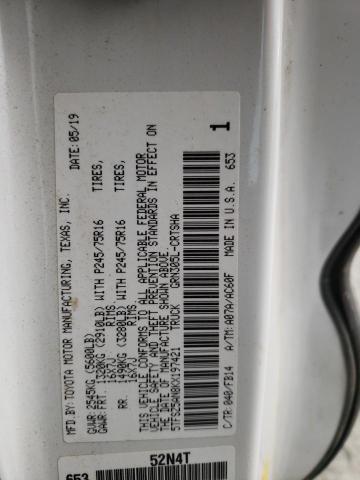 MFD.BY: TOYOTA MOTOR MANUFACTURING, TEXAS, INC.
DATE: 05/19
GVWR: 2545KG (5600LB)
GAWR: FRT. 1320KG (2910LB) WITH P245/75R16 TIRES,
16X7J RIMS
RR. 1490KG (3280LB) WITH P245/75R16 TIRES,
16X7J RIMS
THIS VEHICLE CONFORMS TO ALL APPLICABLE FEDERAL MOTOR
VEHICLE SAFETY AND THEFT PREVENTION STANDARDS IN EFFECT ON
THE DATE OF MANUFACTURE SHOWN ABOVE.
5TFSZ5AN0KX197421 TRUCK GRN305L-CRTSHA
C/TR: 040/FB14 A/TM: A07A/AC60F MADE IN U.S.A. 653
1
52N4T
653